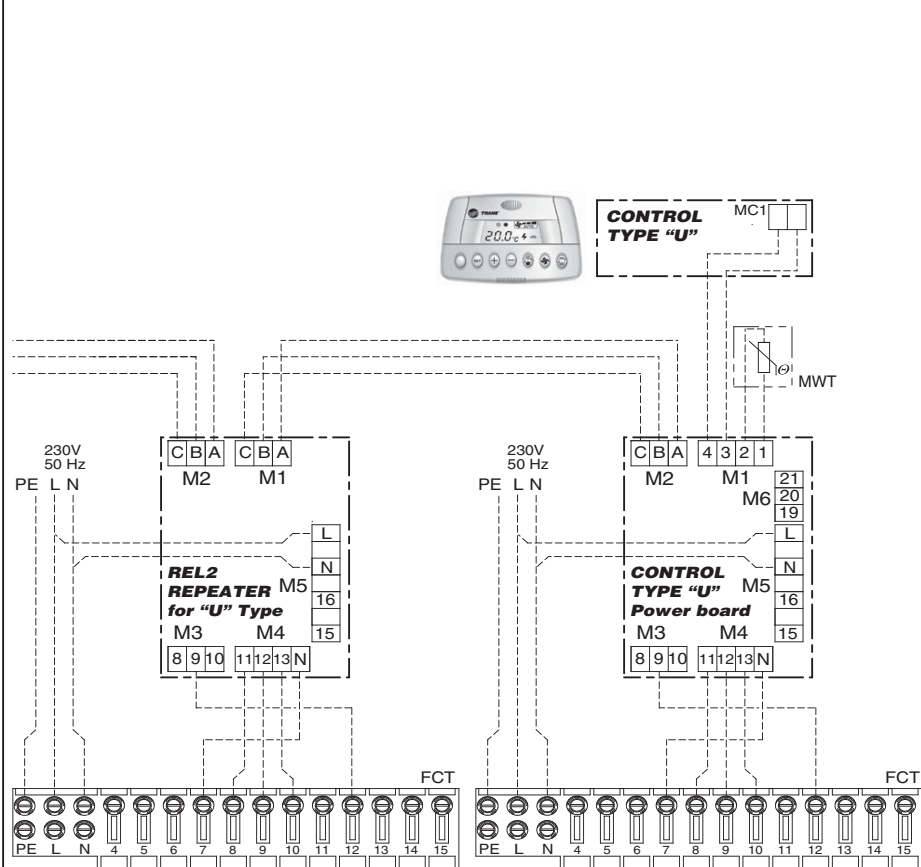 TRANE
20.0°C
SET
CONTROL
TYPE “U”
MC1
MWT
Θ
C B A C B A
M2 M1
230V
50 Hz
PE L N
L
N
M5
16
15
REL2
REPEATER
for “U” Type
M3 M4
8 9 10 11 12 13 N
C B A 4 3 2 1
M2 M1
M6
21
20
19
230V
50 Hz
PE L N
L
N
M5
16
15
CONTROL
TYPE “U”
Power board
M3 M4
8 9 10 11 12 13 N
FCT
PE L N 4 5 6 7 8 9 10 11 12 13 14 15
FCT
PE L N 4 5 6 7 8 9 10 11 12 13 14 15